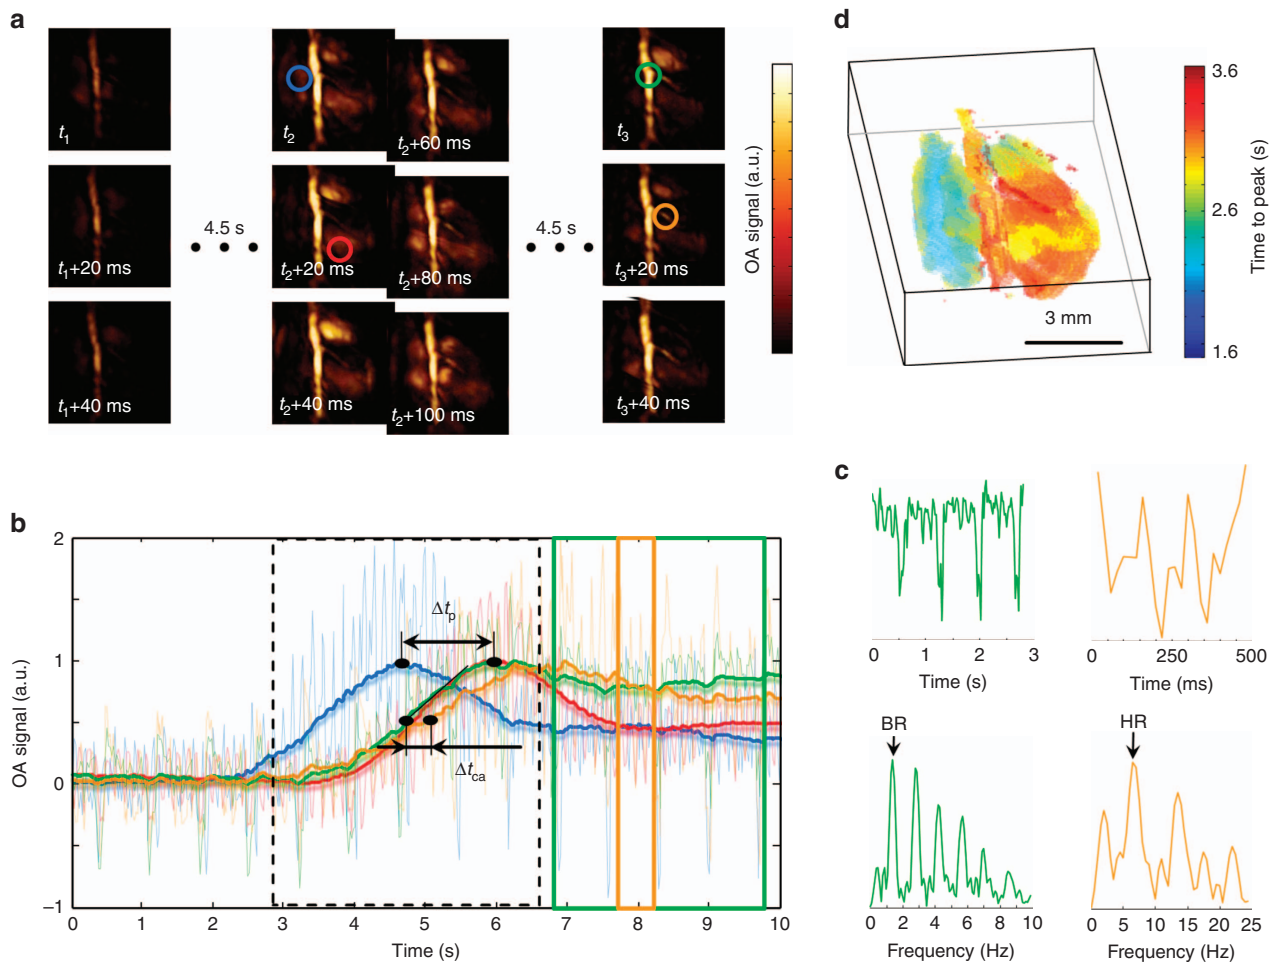 a
t1
t1+20 ms
t1+40 ms
4.5 s
t2
t2+20 ms
t2+40 ms
t2+60 ms
t2+80 ms
t2+100 ms
4.5 s
t3
t3+20 ms
t3+40 ms
OA signal (a.u.)
d
3 mm
3.6
2.6
1.6
Time to peak (s)
b
2
1
0
−1
OA signal (a.u.)
Δtp
Δtca
0 1 2 3 4 5 6 7 8 9 10
Time (s)
c
0 1 2 3
Time (s)
0 250 500
Time (ms)
BR
0 2 4 6 8 10
Frequency (Hz)
HR
0 5 10 15 20 25
Frequency (Hz)